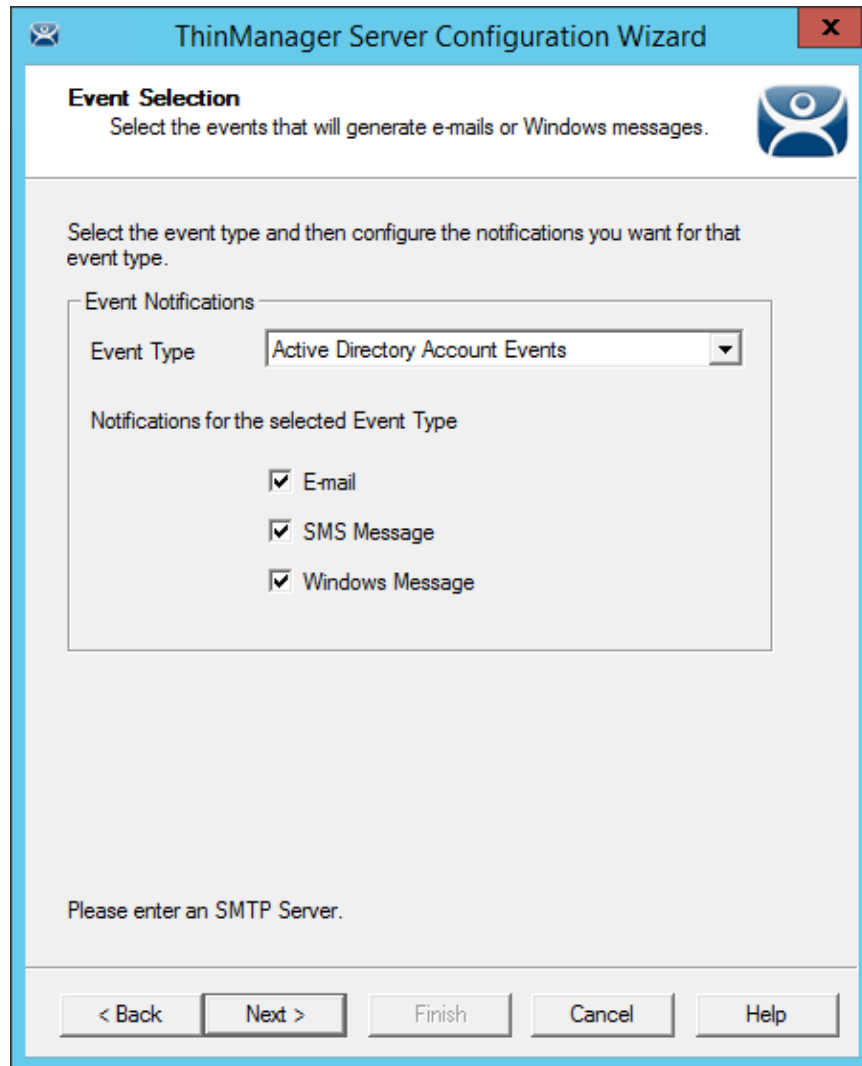 ThinManager Server Configuration Wizard
x
Event Selection
Select the events that will generate e-mails or Windows messages.
Select the event type and then configure the notifications you want for that
event type.
Event Notifications
Event Type Active Directory Account Events
Notifications for the selected Event Type
E-mail
SMS Message
Windows Message
Please enter an SMTP Server.
< Back Next > Finish Cancel Help